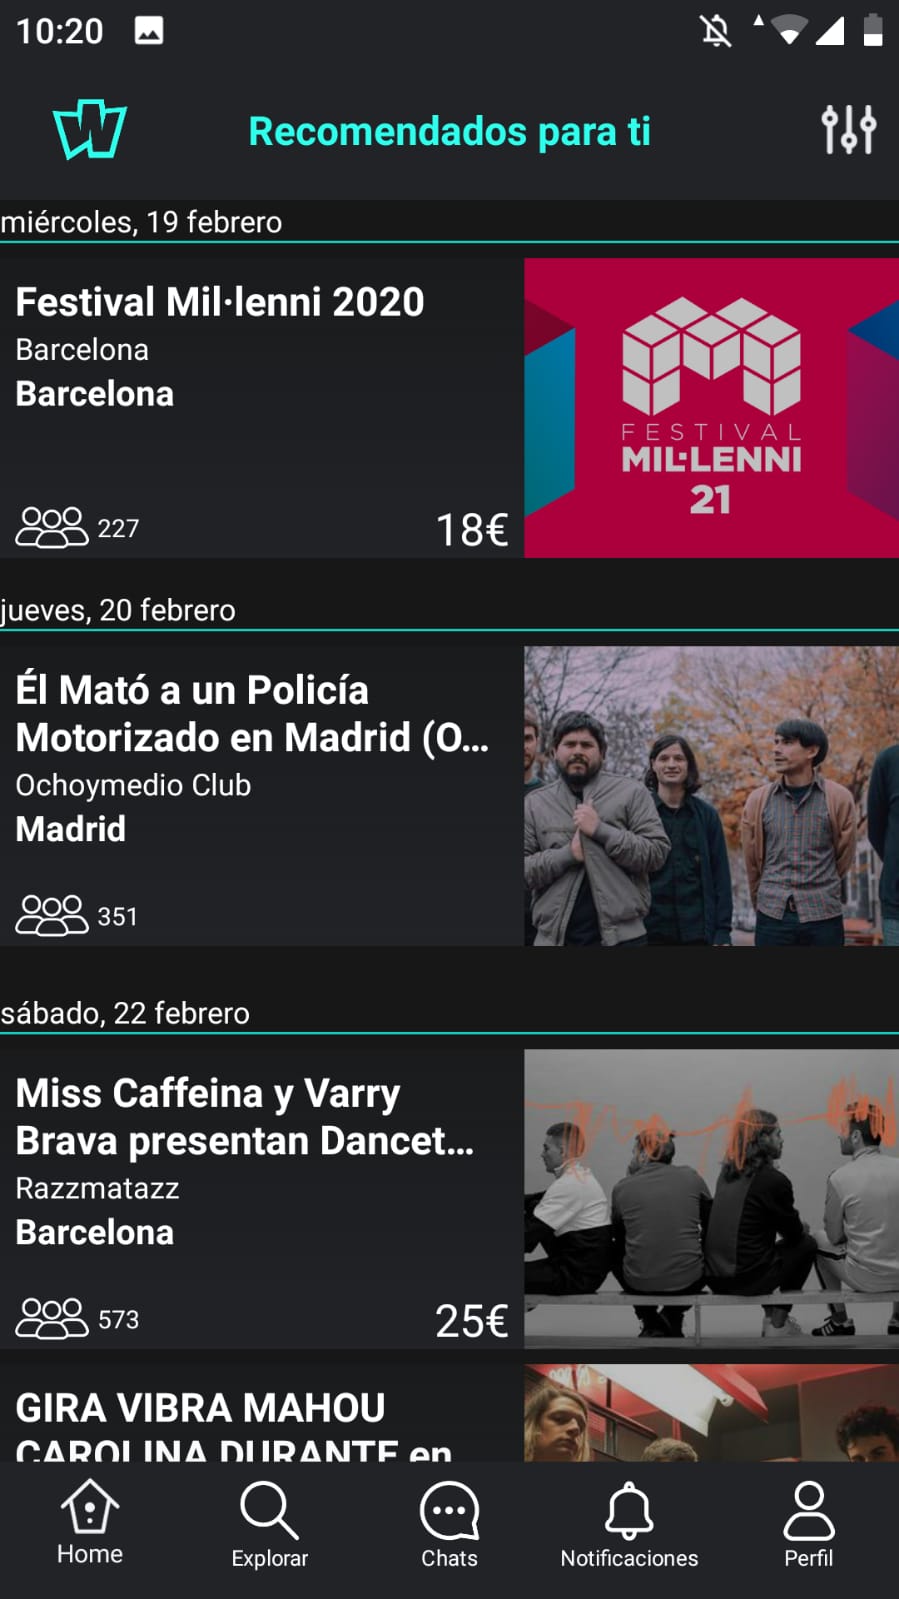 10:20
Recomendados para ti
miércoles, 19 febrero
Festival Mil·lenni 2020
Barcelona
Barcelona
227
18€
FESTIVAL
MIL·LENNI
21
jueves, 20 febrero
Él Mató a un Policía
Motorizado en Madrid (O...
Ochoymedio Club
Madrid
351
sábado, 22 febrero
Miss Caffeina y Varry
Brava presentan Dancet...
Razzmatazz
Barcelona
573
25€
GIRA VIBRA MAHOU
CAROLINA DURANTE en
Home
Explorar
Chats
Notificaciones
Perfil